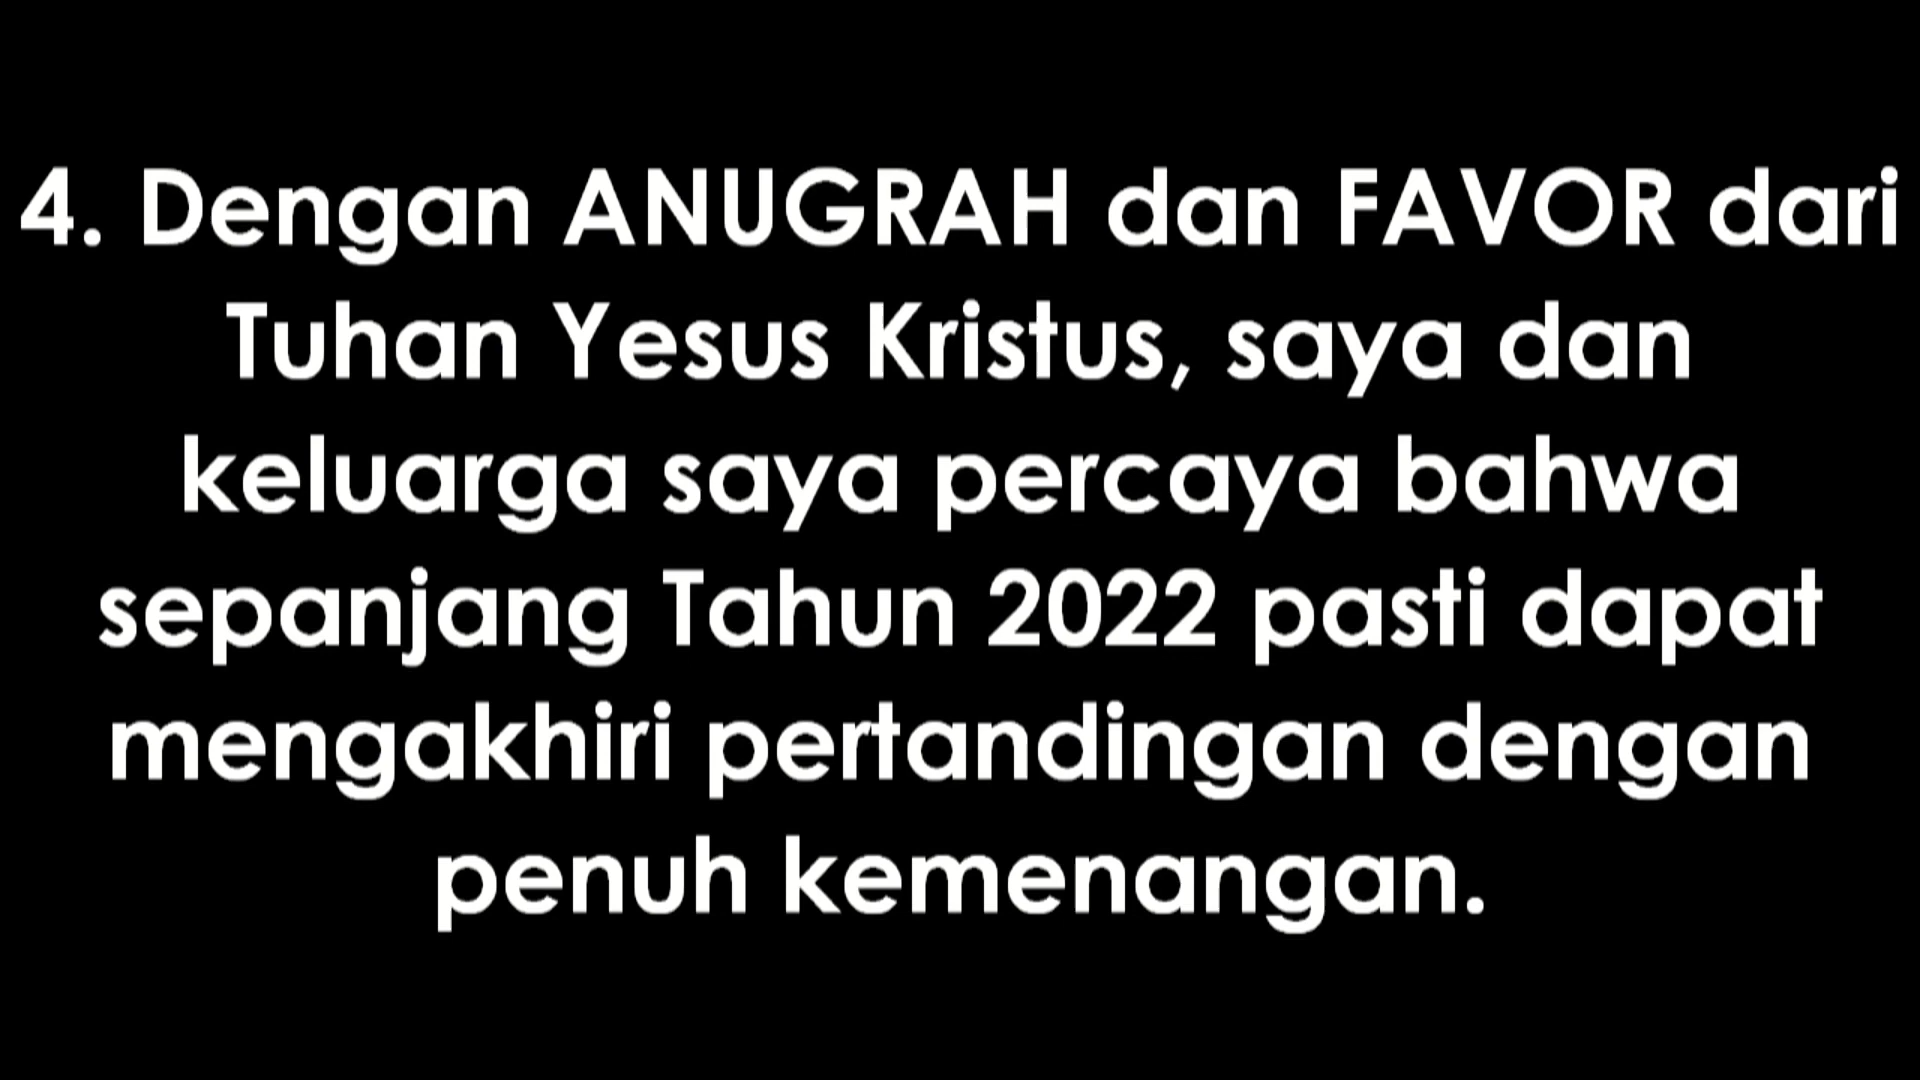 4. Dengan ANUGRAH dan FAVOR dari
Tuhan Yesus Kristus, saya dan
keluarga saya percaya bahwa
sepanjang Tahun 2022 pasti dapat
mengakhiri pertandingan dengan
penuh kemenangan.